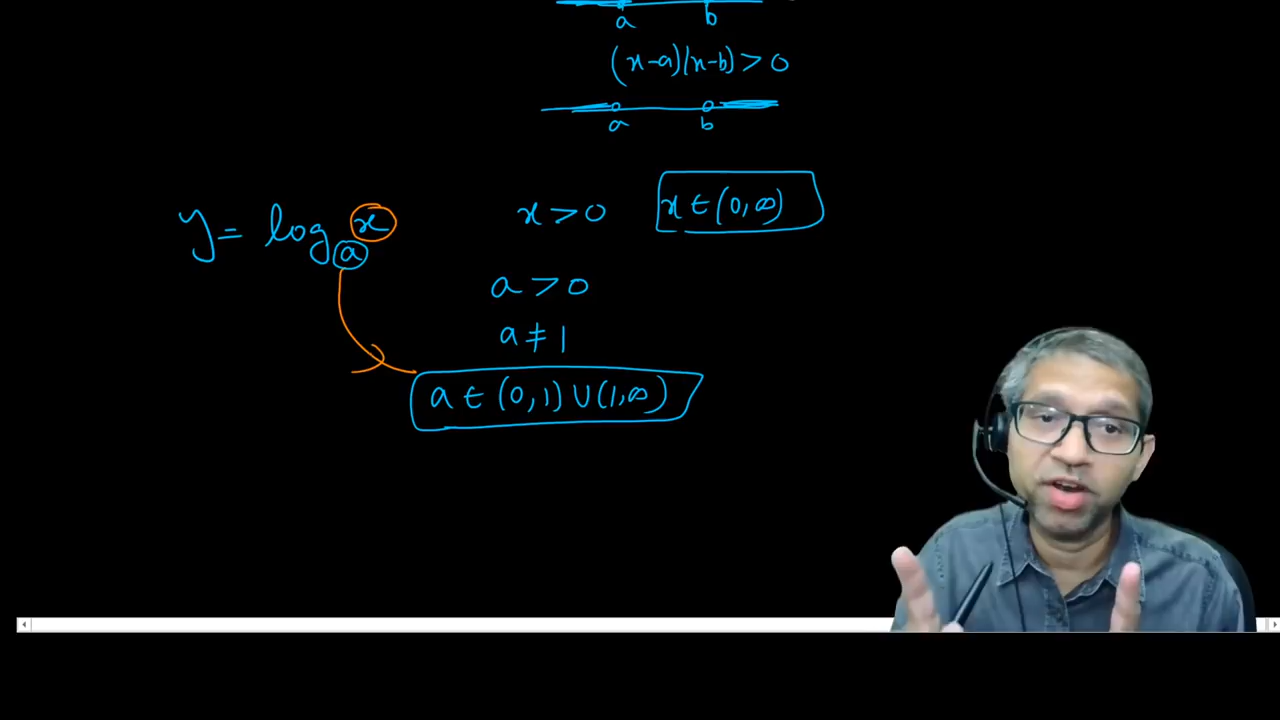 a b
(x-a)(x-b) > 0
a b
y = log_a x x > 0 x ∈ (0, ∞)
a > 0
a ≠ 1
a ∈ (0, 1) ∪ (1, ∞)